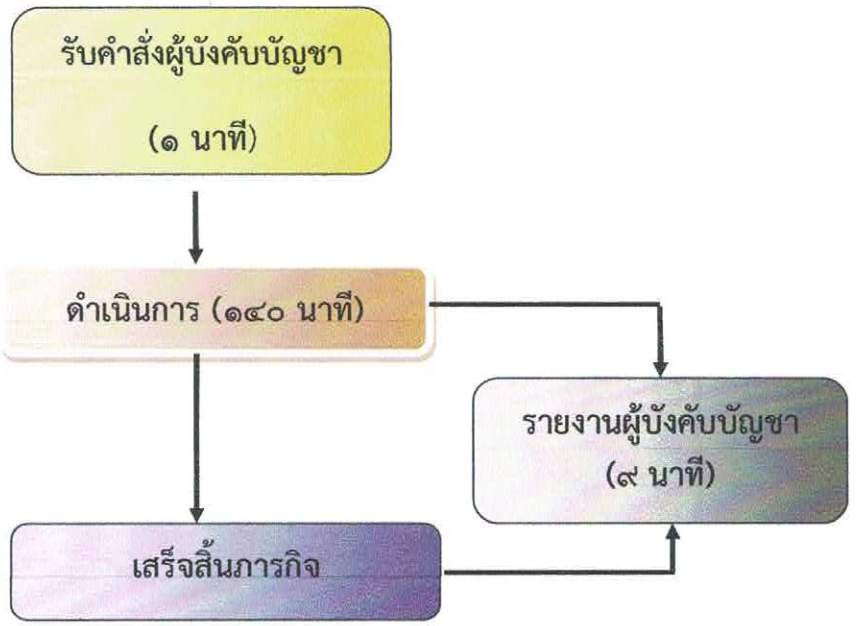 รับคำสั่งผู้บังคับบัญชา
(๑ นาที)
ดำเนินการ (๑๔๐ นาที)
รายงานผู้บังคับบัญชา
(๙ นาที)
เสร็จสิ้นภารกิจ